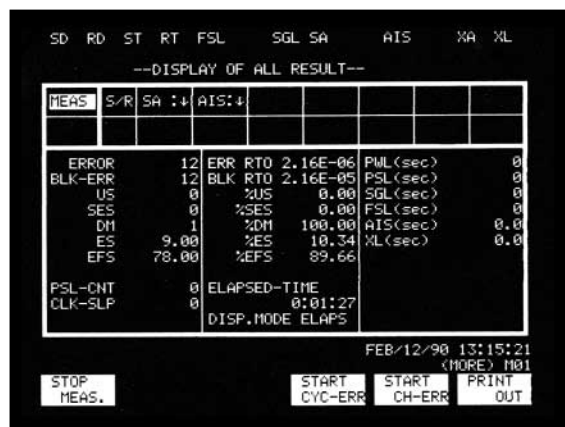 SD RD ST RT FSL SGL SA AIS XA XL
--DISPLAY OF ALL RESULT--
MEAS S/R SA :↓ AIS:↓
ERROR 12 ERR RTO 2.16E-06 PWL(sec) 0
BLK-ERR 12 BLK RTO 2.16E-05 PSL(sec) 0
US 0 %US 0.00 SGL(sec) 0
SES 0 %SES 0.00 FSL(sec) 0
DM 1 %DM 100.00 AIS(sec) 0.0
ES 9.00 %ES 10.34 XL(sec) 0.0
EFS 78.00 %EFS 89.66
PSL-CNT 0 ELAPSED-TIME
CLK-SLP 0 0:01:27
DISP.MODE ELAPS
FEB/12/90 13:15:21
(MORE) M01
STOP START START PRINT
MEAS. CYC-ERR CH-ERR OUT